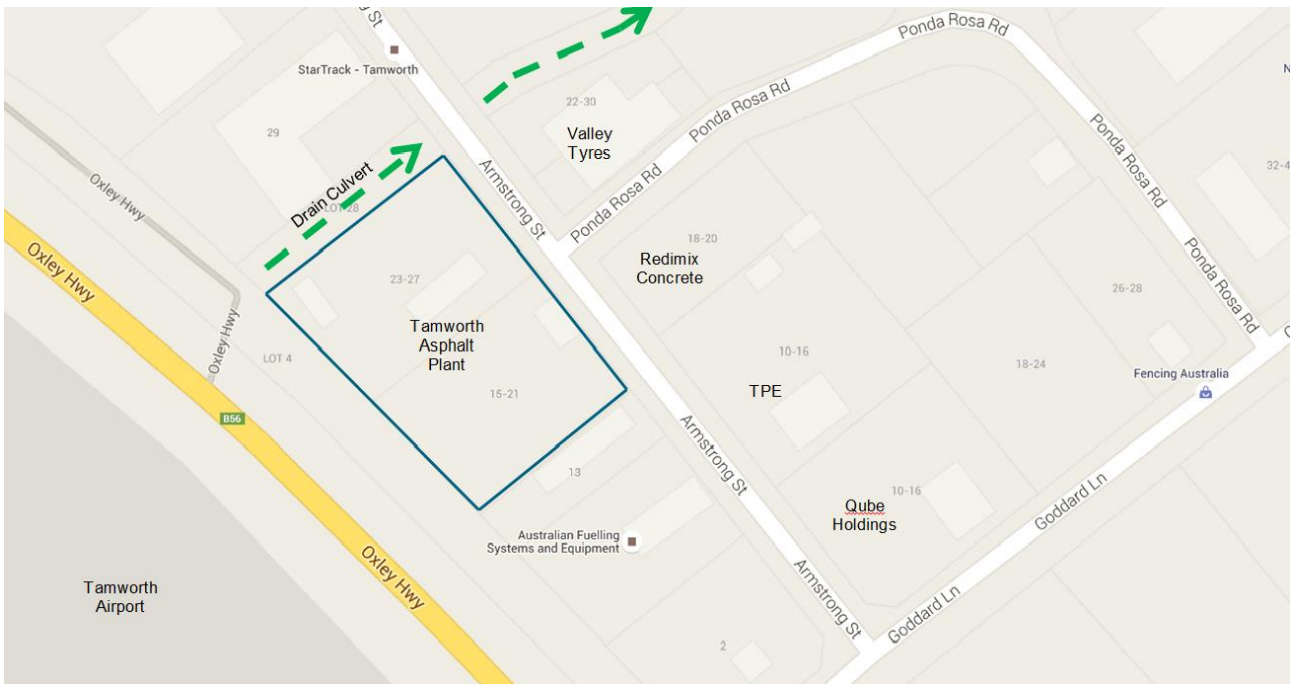 g St
StarTrack - Tamworth
Ponda Rosa Rd
N
22-30
Valley
Tyres
29
Ponda Rosa Rd
Ponda Rosa Rd
32-4
Oxley Hwy
Drain Culvert
LOT 28
Armstrong St
Ponda Rosa Rd
18-20
Redimix
Concrete
Ponda Rosa Rd
Oxley Hwy
23-27
26-28
Oxley Hwy
LOT 4
Tamworth
Asphalt
Plant
10-16
18-24
Fencing Australia
15-21
TPE
B56
Armstrong St
13
10-16
Qube
Holdings
Goddard Ln
Australian Fuelling
Systems and Equipment
Oxley Hwy
Tamworth
Airport
Armstrong St
Goddard Ln
2